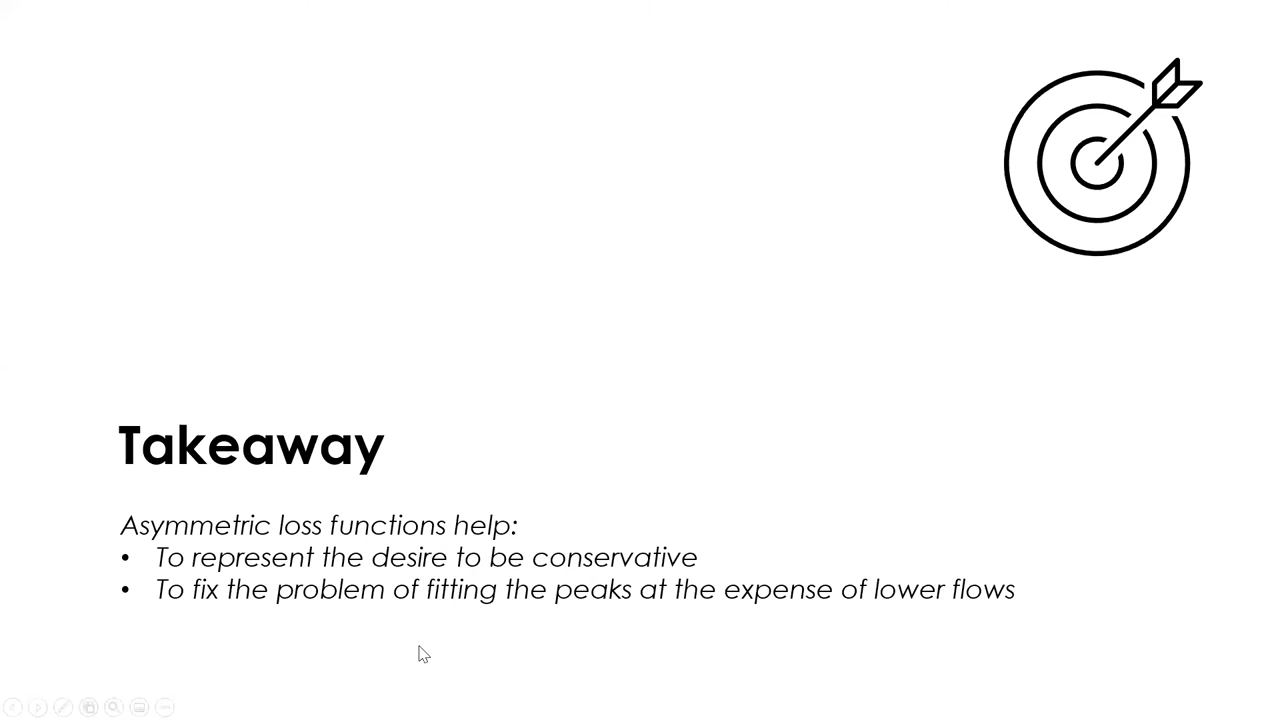 Takeaway
Asymmetric loss functions help:
• To represent the desire to be conservative
• To fix the problem of fitting the peaks at the expense of lower flows